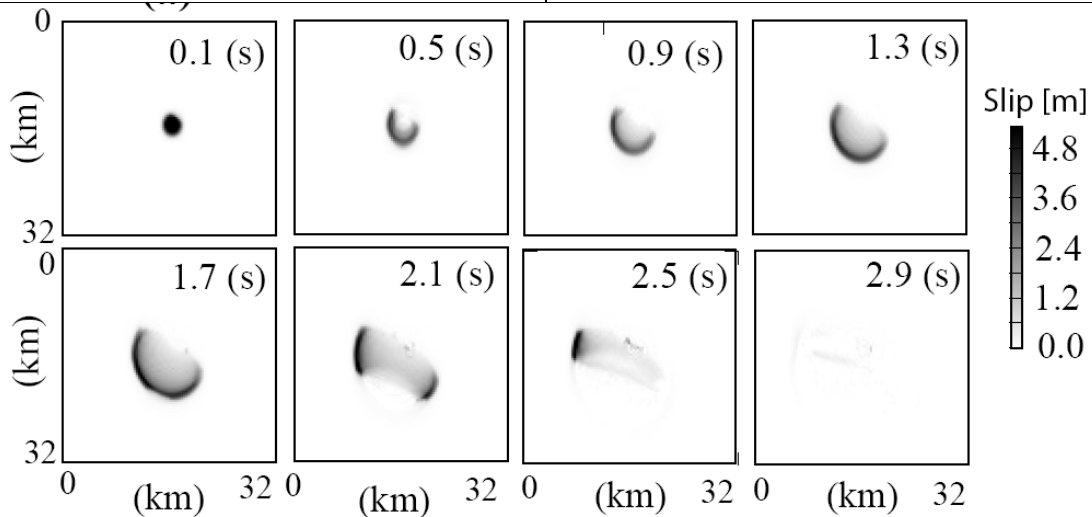 0
0.1 (s)
0.5 (s)
0.9 (s)
1.3 (s)
Slip [m]
(km)
4.8
3.6
2.4
1.2
0.0
32
0
1.7 (s)
2.1 (s)
2.5 (s)
2.9 (s)
(km)
32
0
(km)
32
0
(km)
32
(km)
32
0
(km)
32